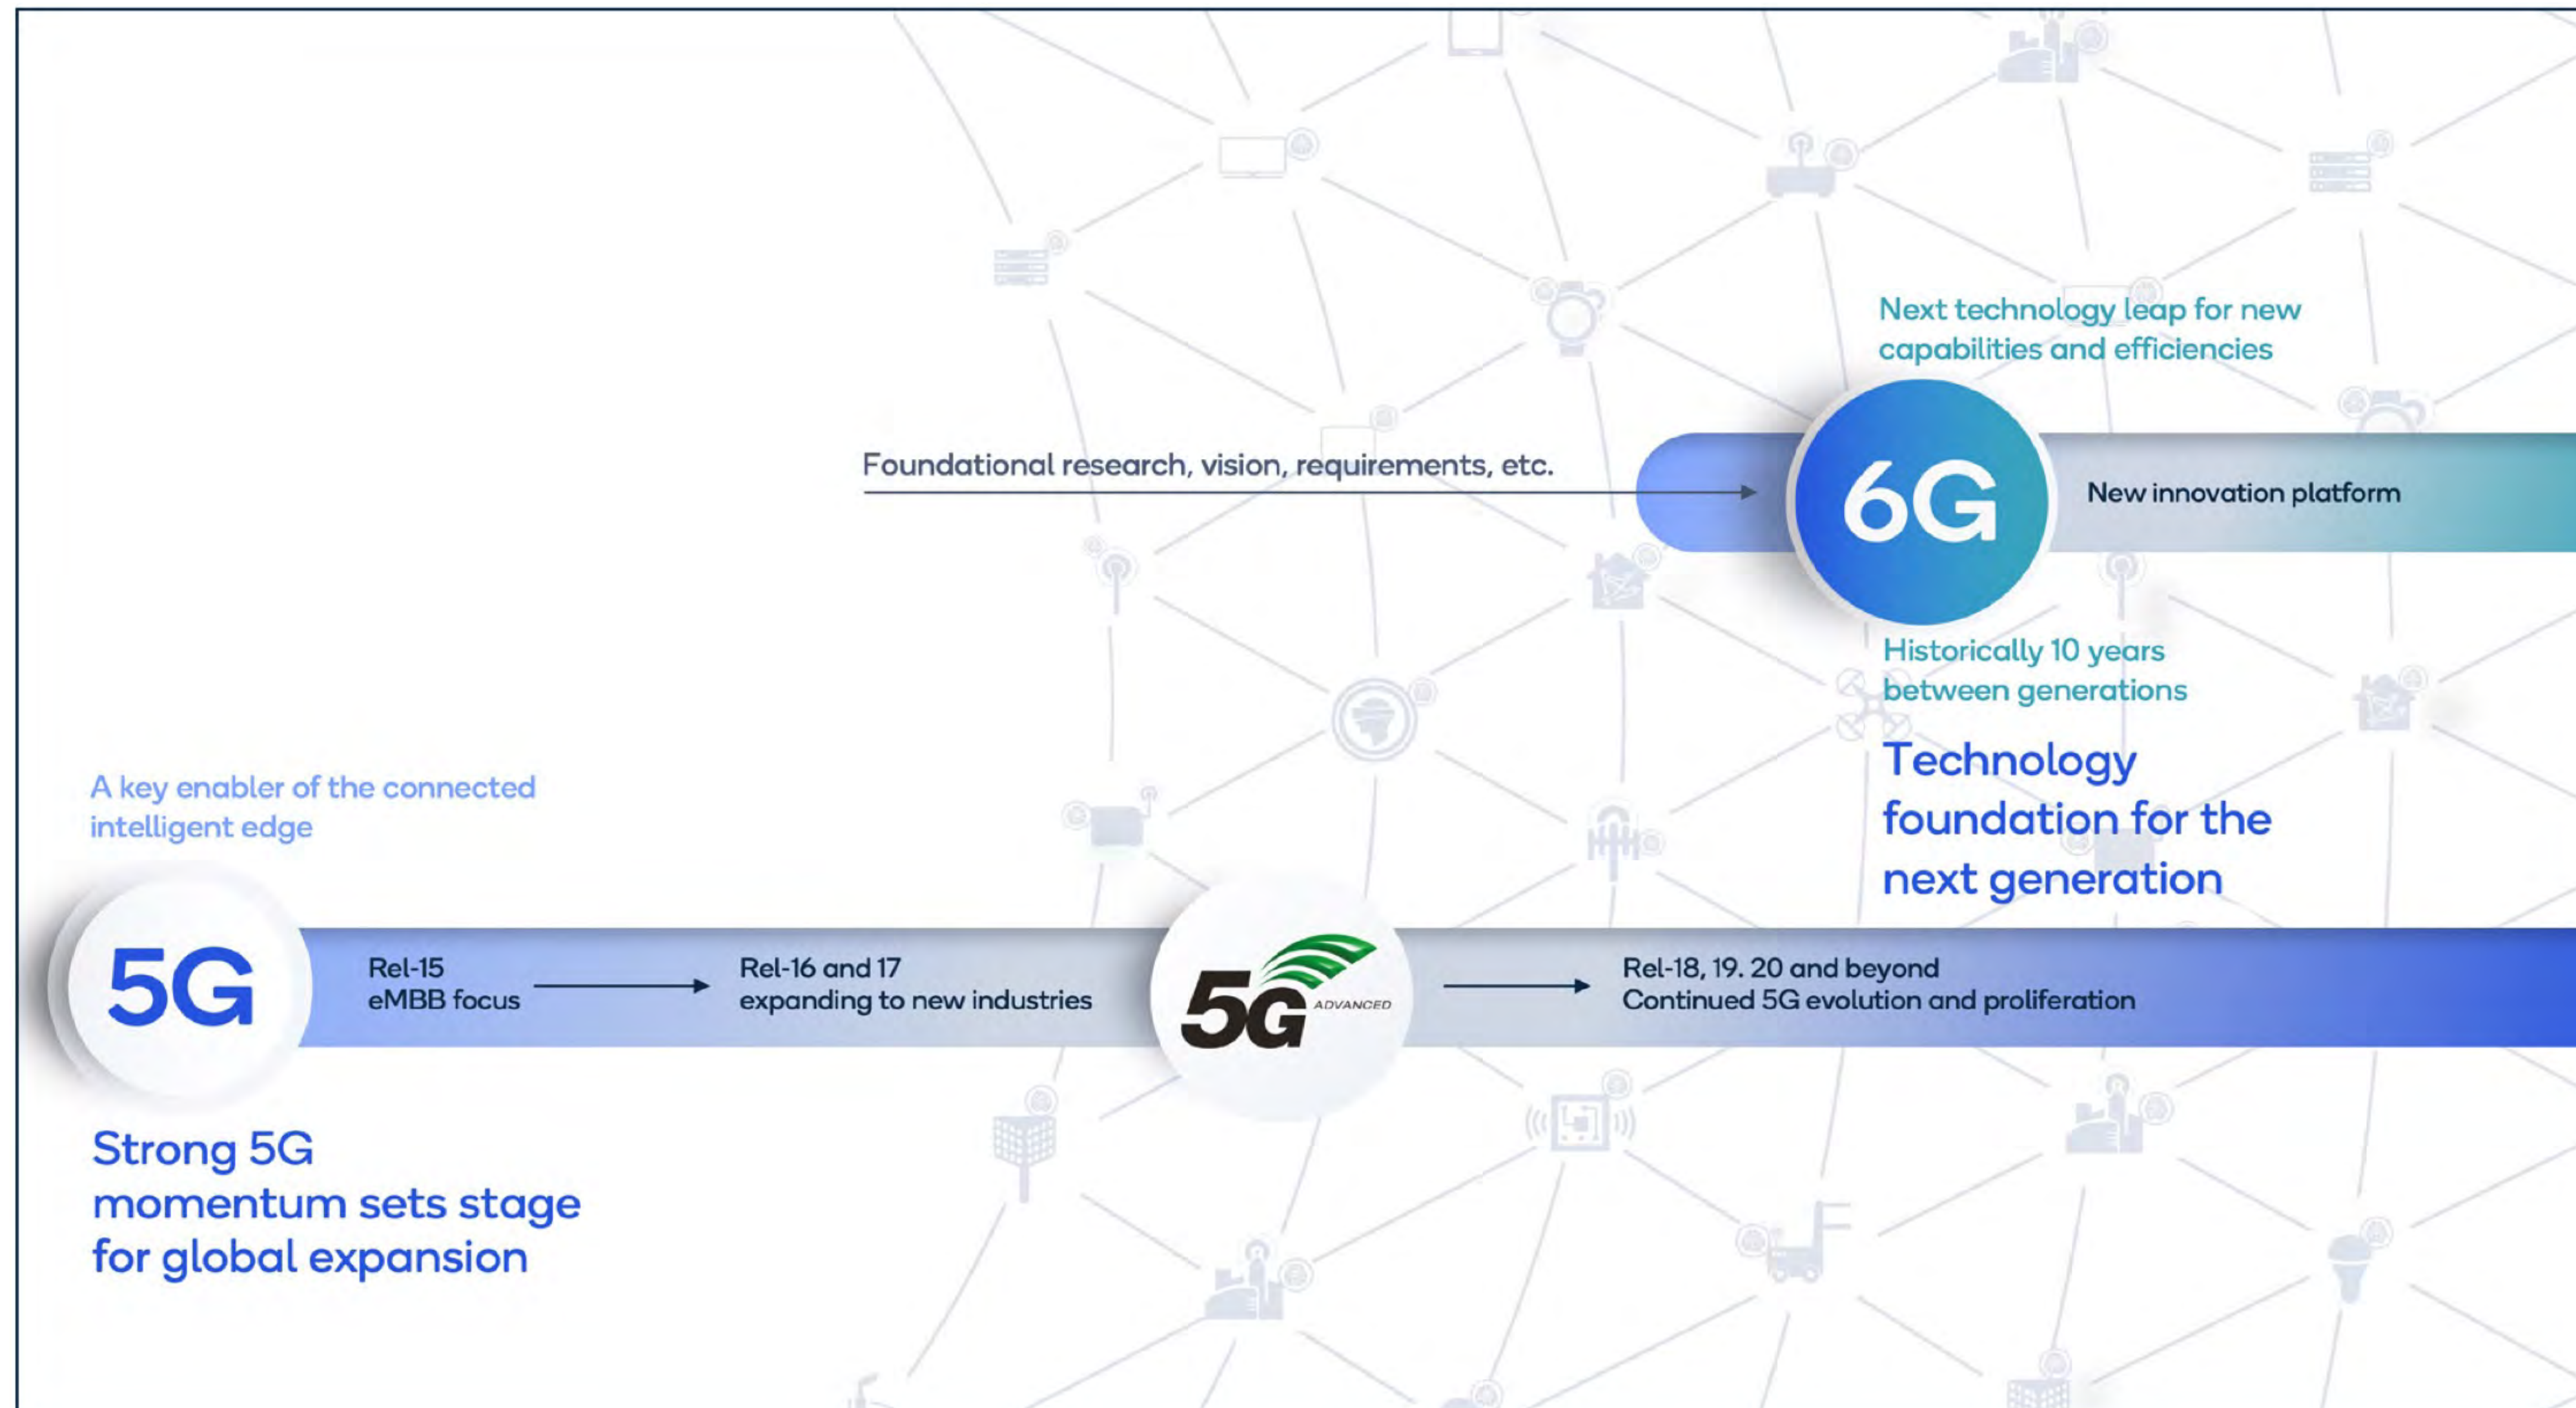 Next technology leap for new
capabilities and efficiencies
Foundational research, vision, requirements, etc.
6G
New innovation platform
Historically 10 years
between generations
Technology
foundation for the
next generation
A key enabler of the connected
intelligent edge
5G
Rel-15
eMBB focus
Rel-16 and 17
expanding to new industries
5G ADVANCED
Rel-18, 19. 20 and beyond
Continued 5G evolution and proliferation
Strong 5G
momentum sets stage
for global expansion